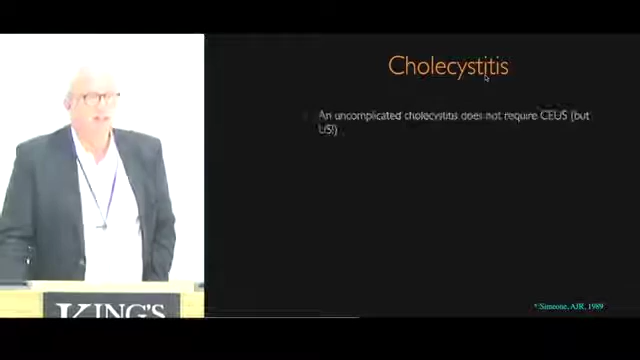 Cholecystitis
An uncomplicated cholecystitis does not require CEUS (but
US!)
* Simeone, AJR, 1989
KING'S